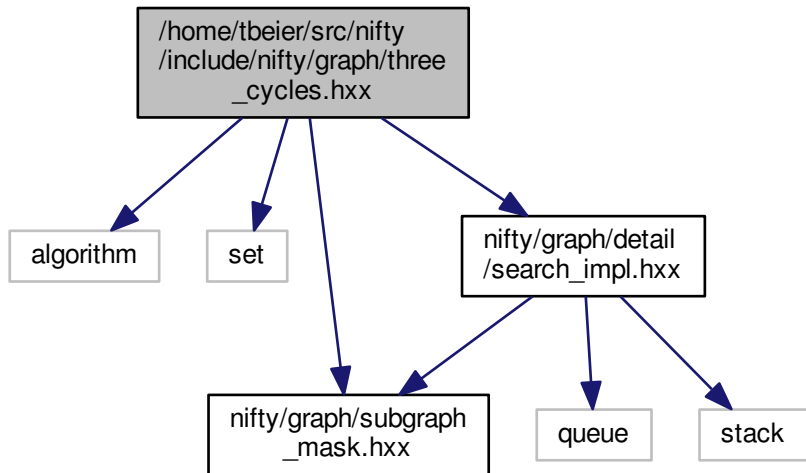 /home/tbeier/src/nifty
/include/nifty/graph/three
_cycles.hxx
algorithm
set
nifty/graph/detail
/search_impl.hxx
nifty/graph/subgraph
_mask.hxx
queue
stack